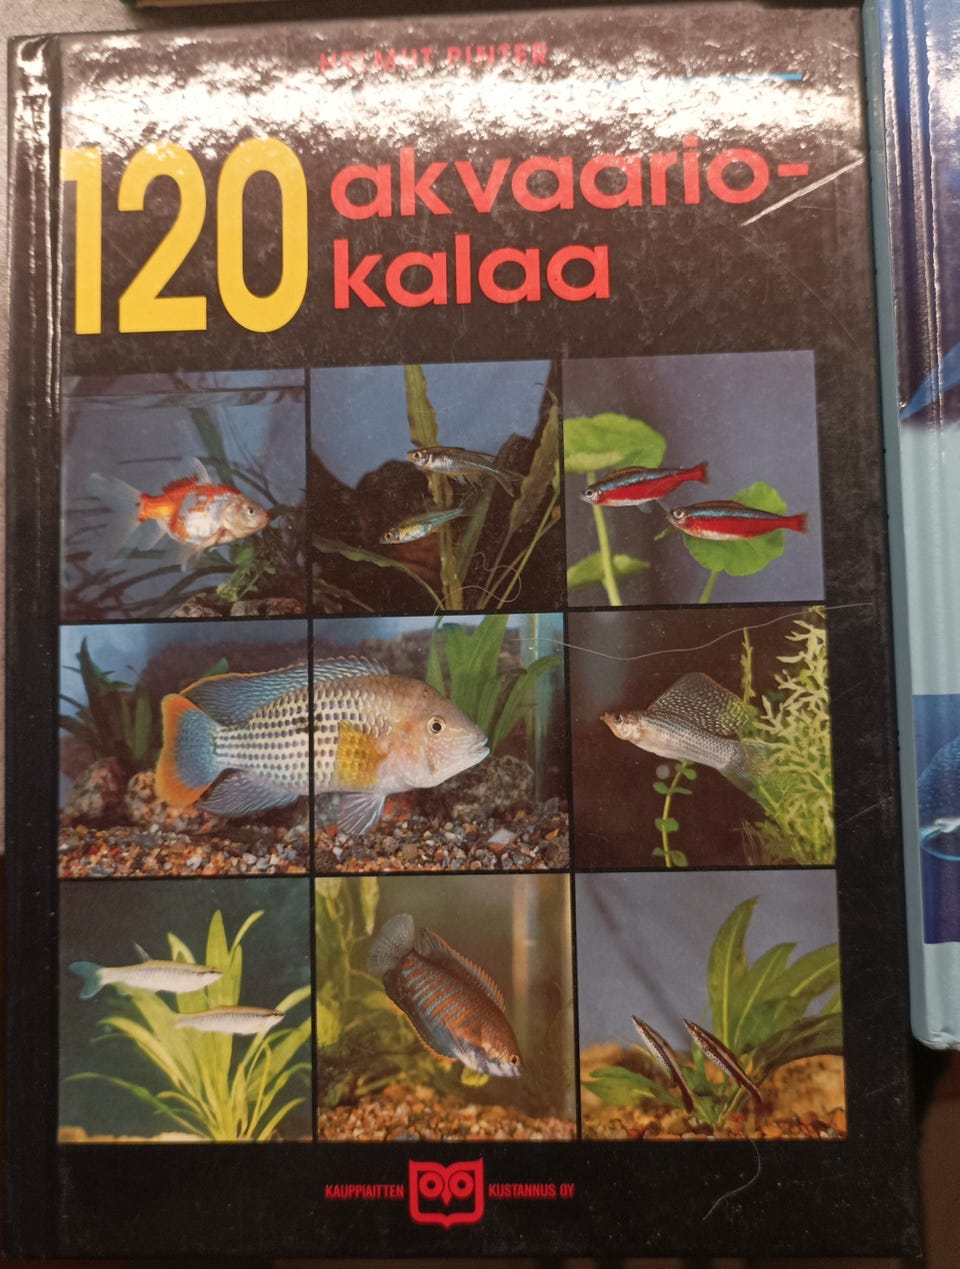 HELMUT PINTER
120 akvaario-
kalaa
KAUPPIAITTEN KUSTANNUS OY